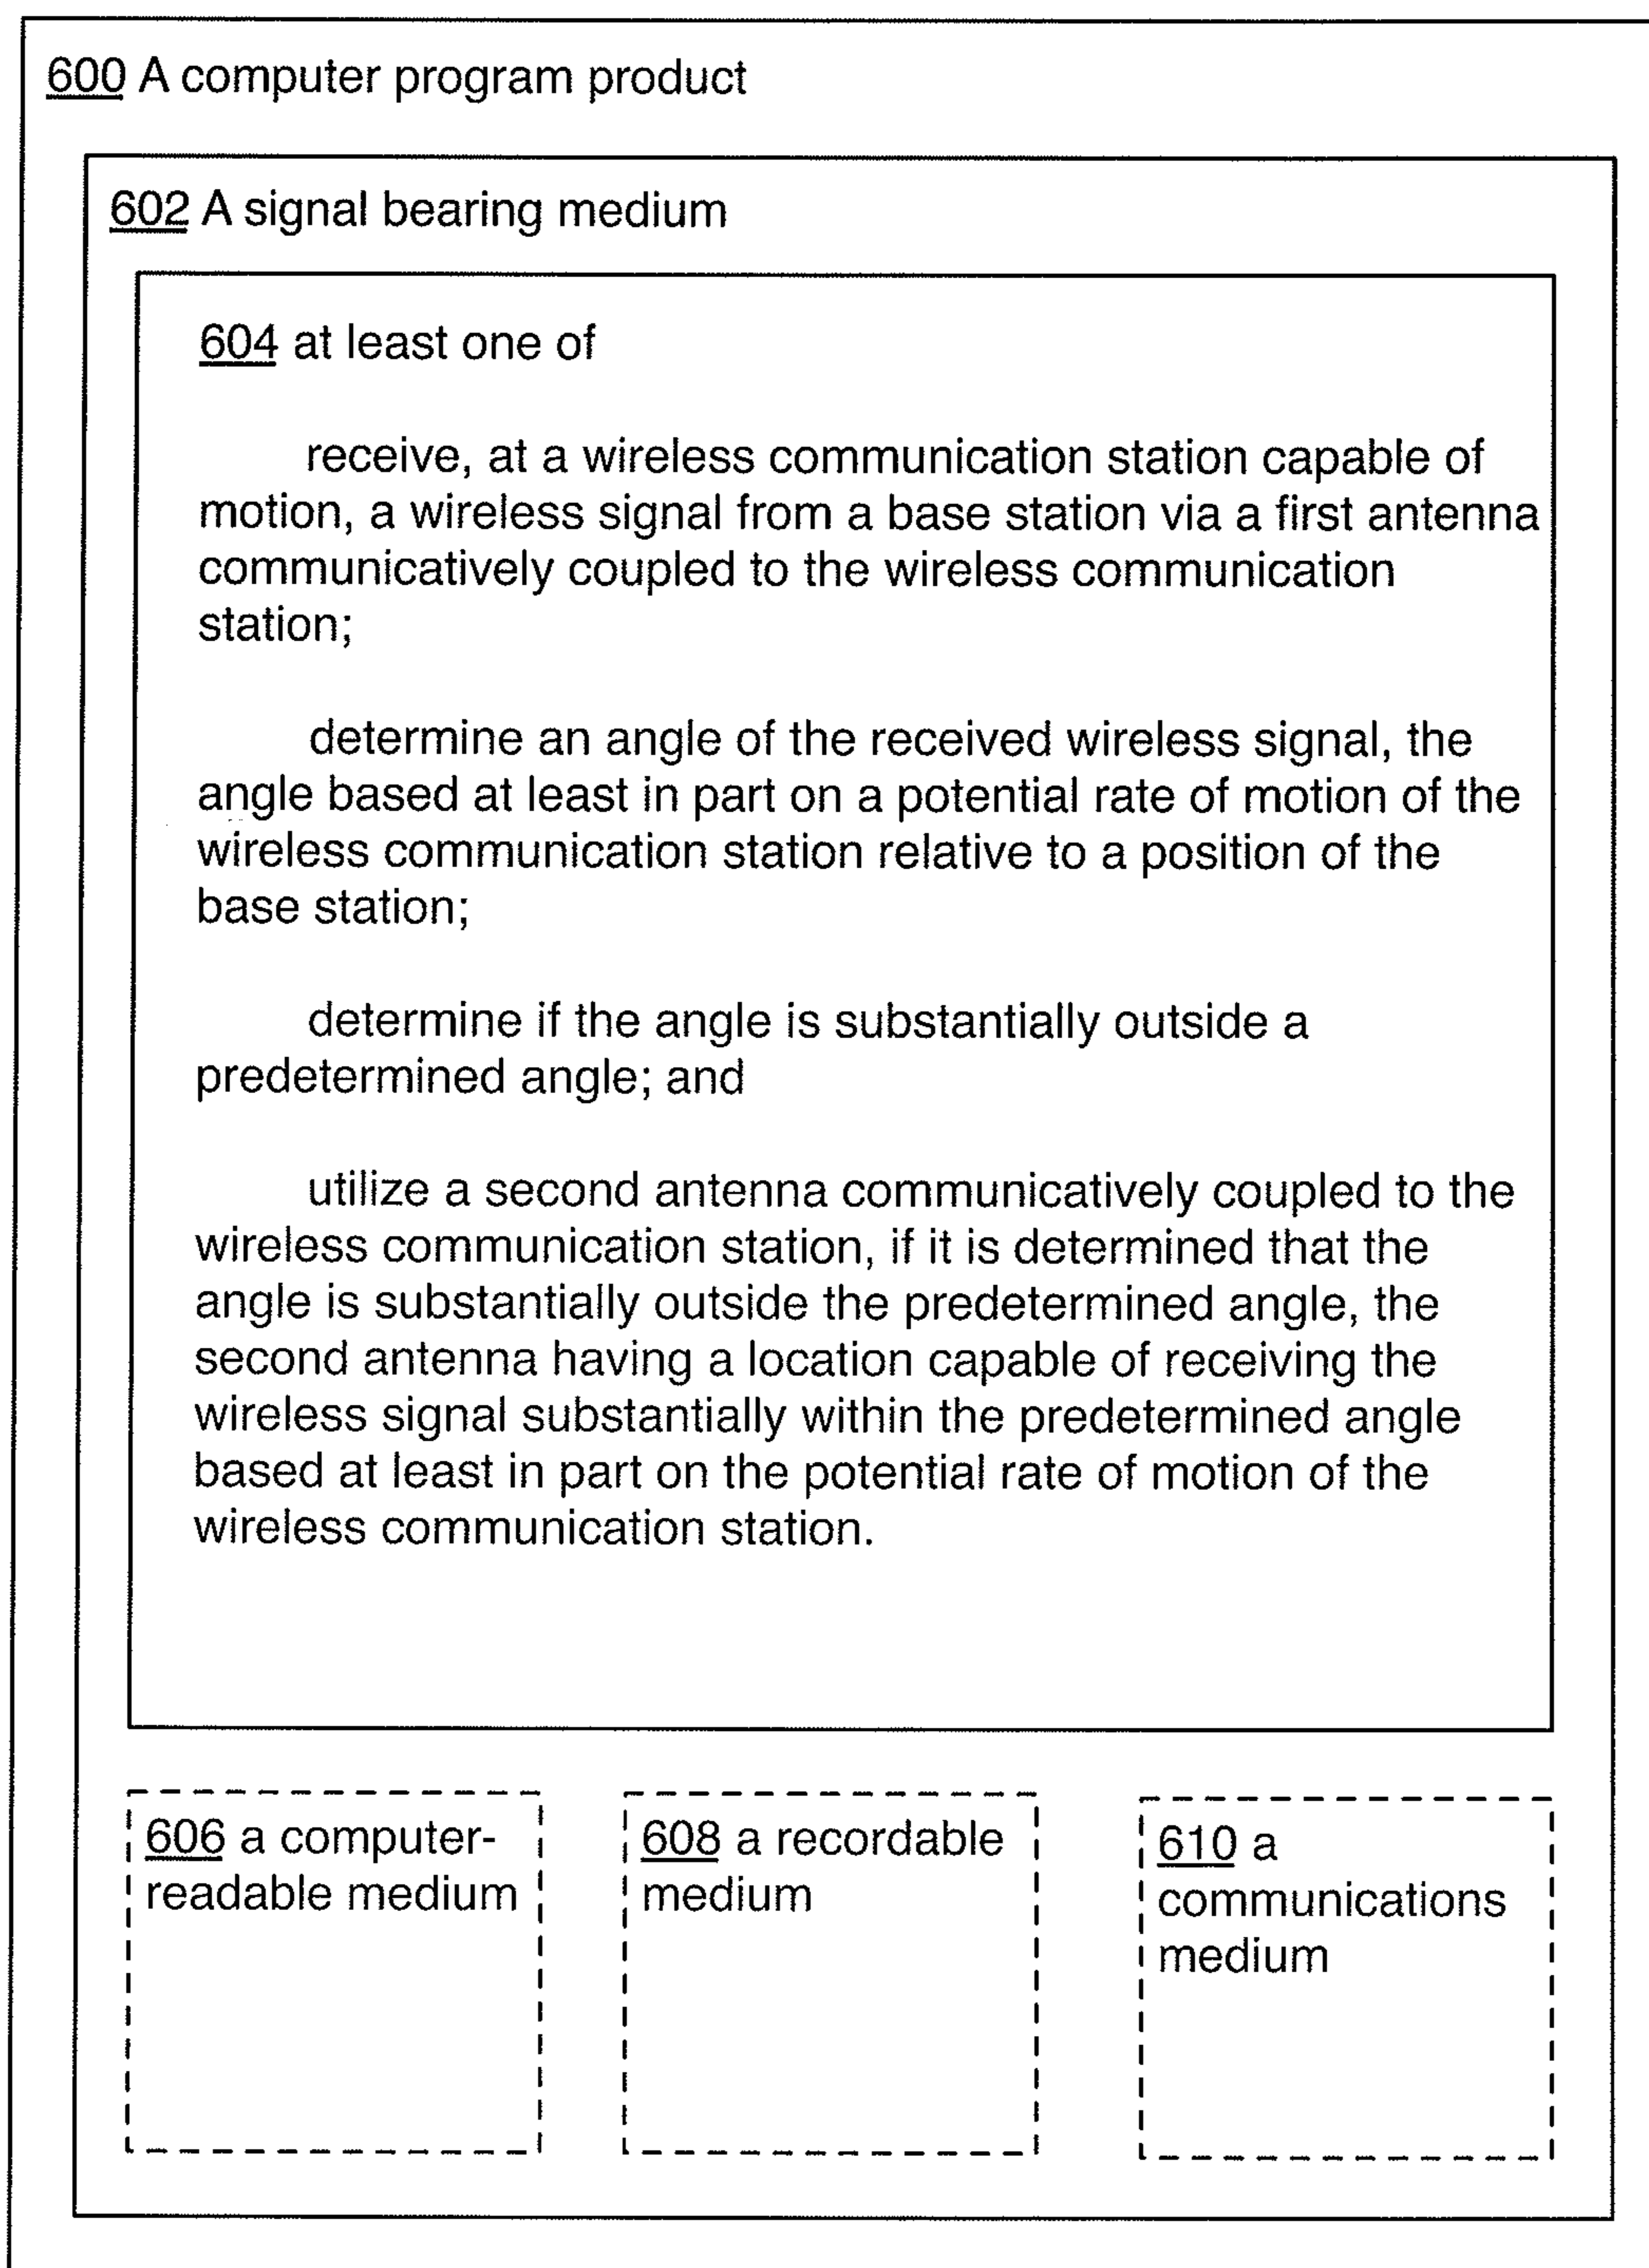 600 A computer program product
602 A signal bearing medium
604 at least one of
receive, at a wireless communication station capable of
motion, a wireless signal from a base station via a first antenna
communicatively coupled to the wireless communication
station;
determine an angle of the received wireless signal, the
angle based at least in part on a potential rate of motion of the
wireless communication station relative to a position of the
base station;
determine if the angle is substantially outside a
predetermined angle; and
utilize a second antenna communicatively coupled to the
wireless communication station, if it is determined that the
angle is substantially outside the predetermined angle, the
second antenna having a location capable of receiving the
wireless signal substantially within the predetermined angle
based at least in part on the potential rate of motion of the
wireless communication station.
606 a computer-
readable medium
608 a recordable
medium
610 a
communications
medium